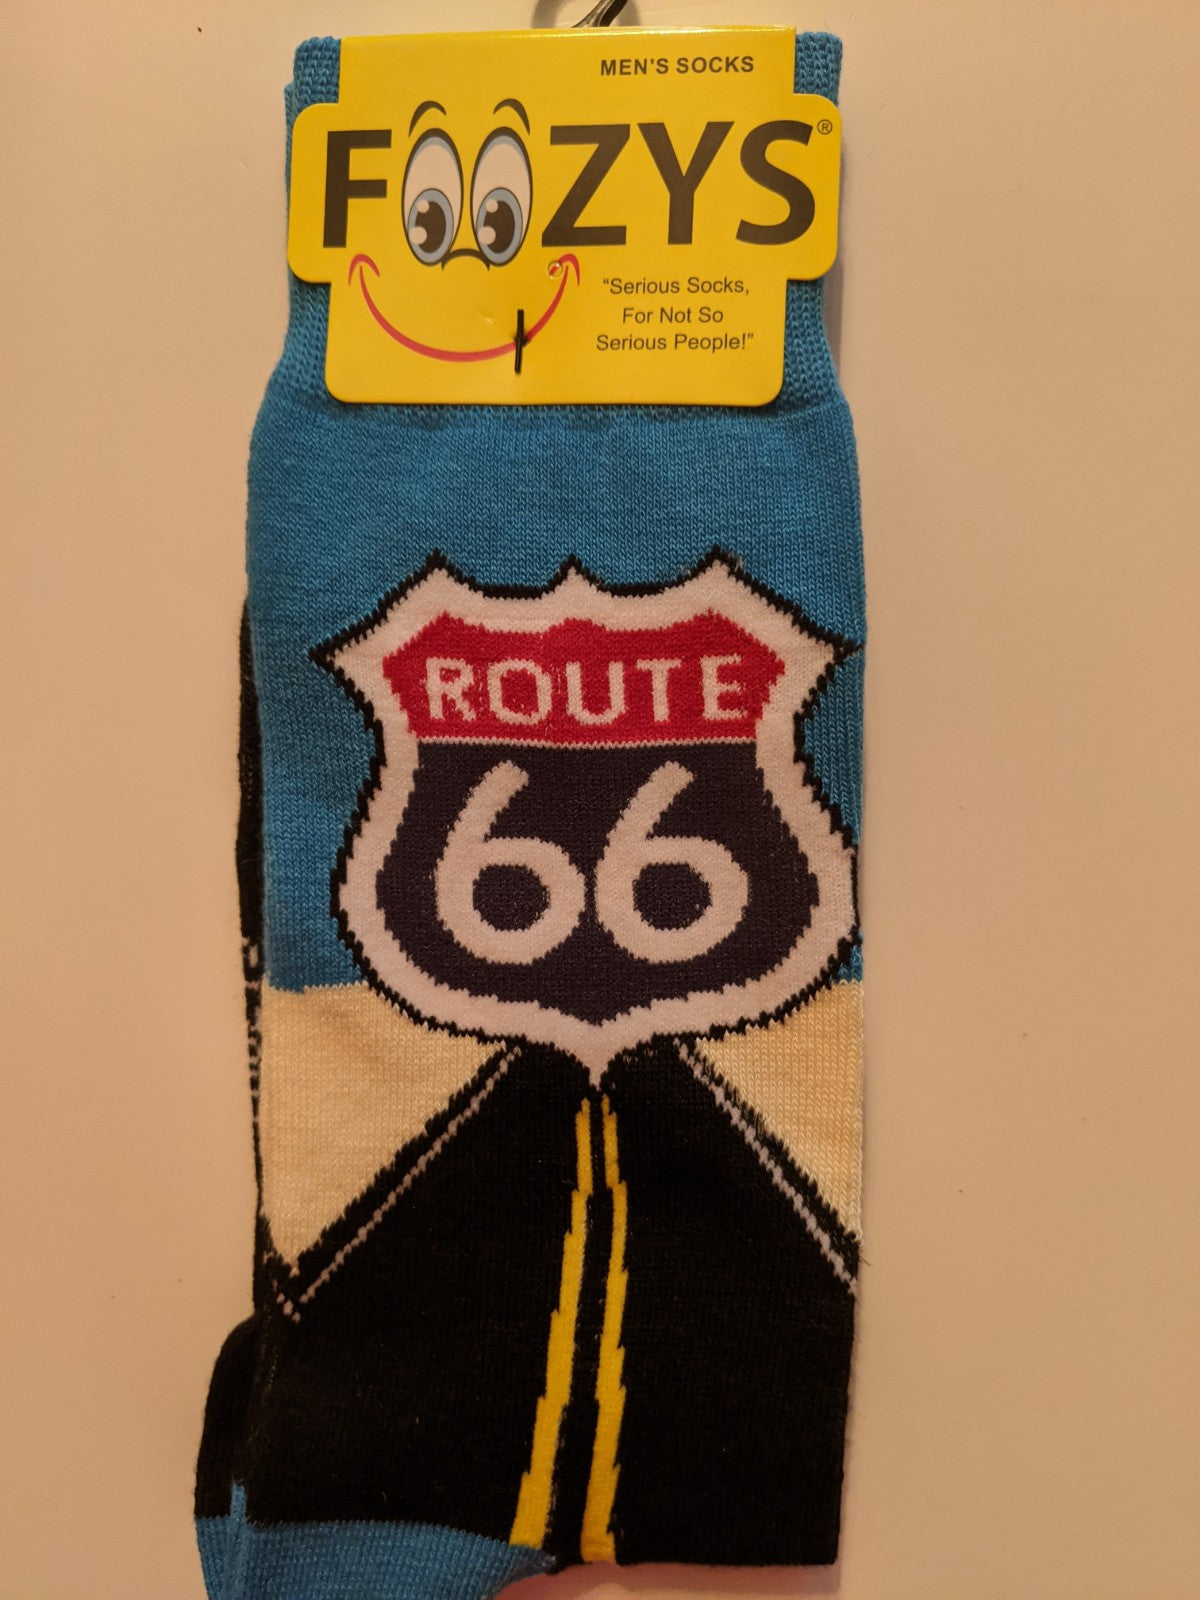 MEN'S SOCKS
FOOZYS®
“Serious Socks,
For Not So
Serious People!”
ROUTE
66